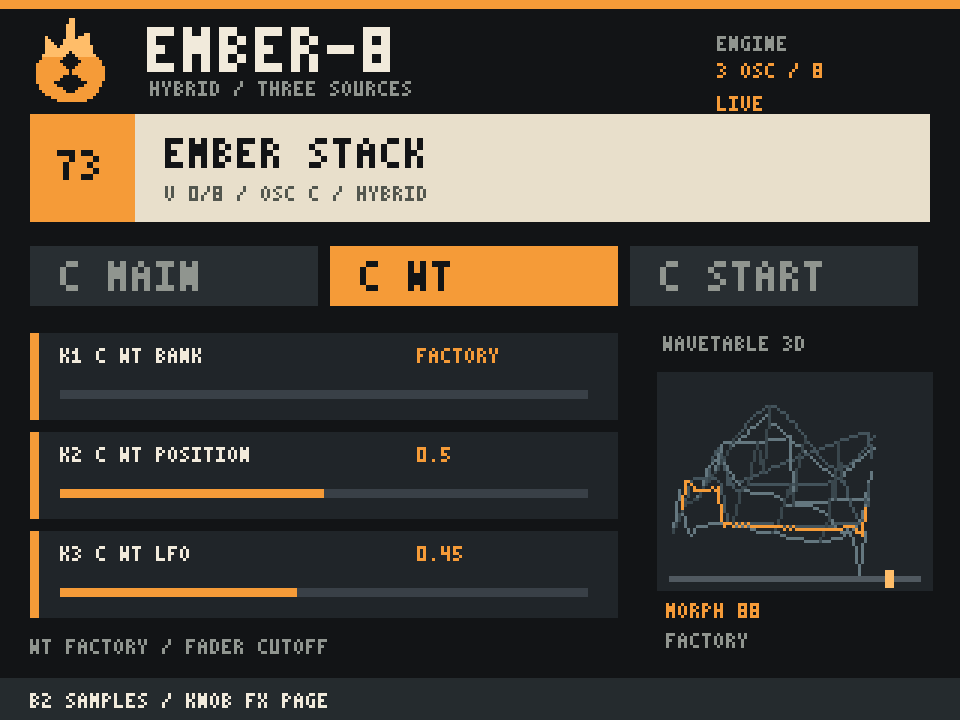 EMBER-8
HYBRID / THREE SOURCES
ENGINE
3 OSC / 8
LIVE
73
EMBER STACK
V 0/8 / OSC C / HYBRID
C MAIN
C WT
C START
K1 C WT BANK
FACTORY
K2 C WT POSITION
0.5
K3 C WT LFO
0.45
WT FACTORY / FADER CUTOFF
WAVETABLE 3D
MORPH 88
FACTORY
B2 SAMPLES / KNOB FX PAGE